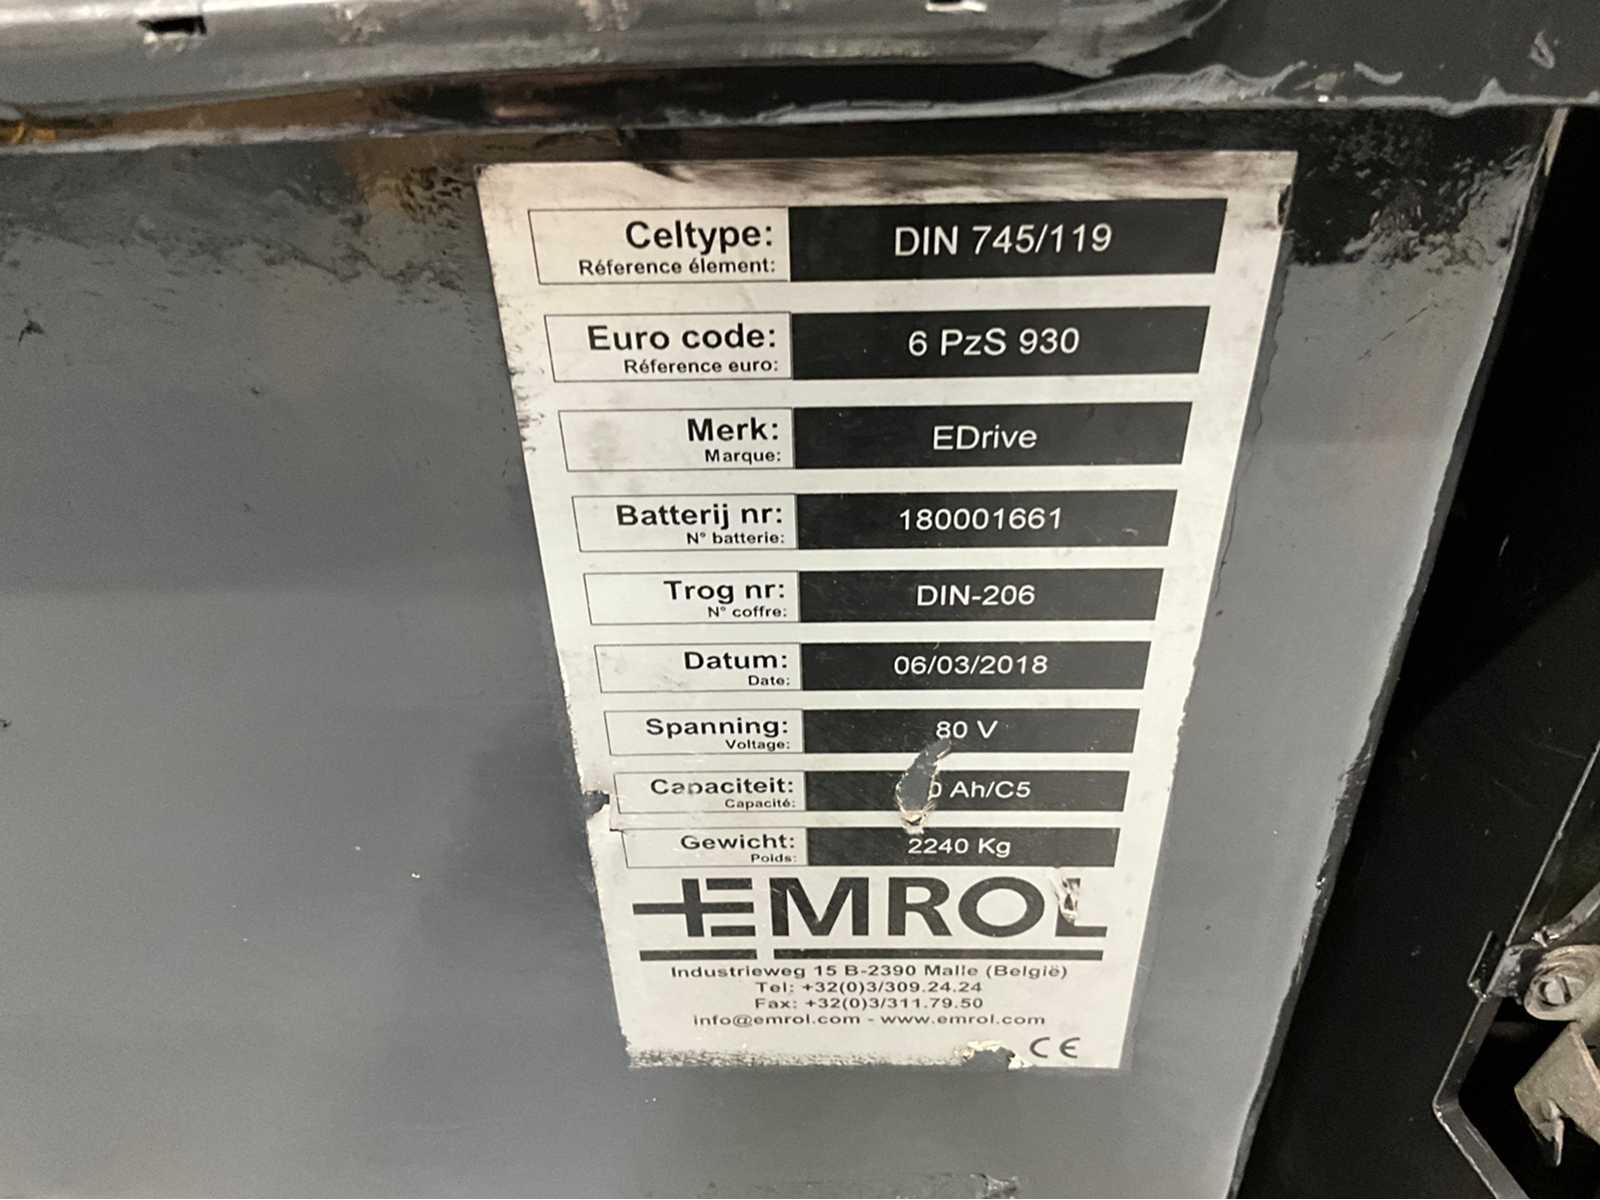 Celtype: DIN 745/119
Réference élement:
Euro code: 6 PzS 930
Réference euro:
Merk: EDrive
Marque:
Batterij nr: 180001661
N° batterie:
Trog nr: DIN-206
N° coffre:
Datum: 06/03/2018
Date:
Spanning: 80 V
Voltage:
Capaciteit: Ah/C5
Capacité:
Gewicht: 2240 Kg
Poids:
EMROL
Industrieweg 15 B-2390 Malle (België)
Tel: +32(0)3/309.24.24
Fax: +32(0)3/311.79.50
info@emrol.com - www.emrol.com
CE